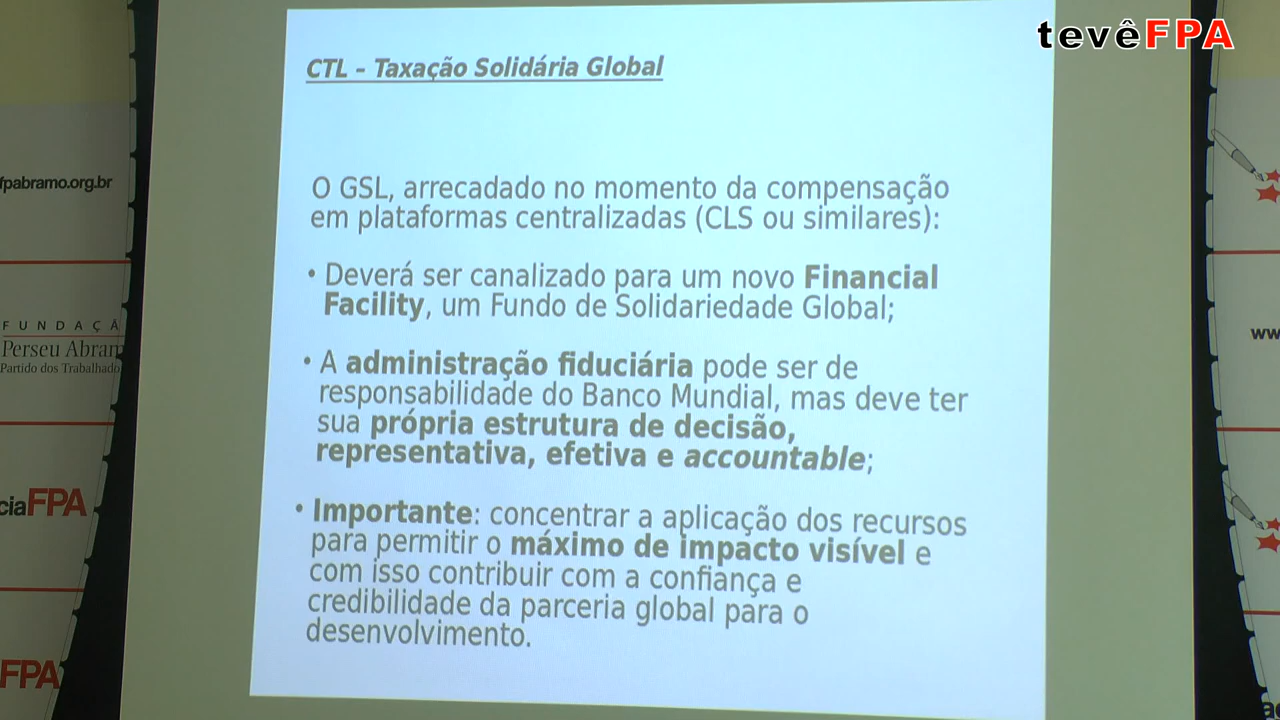 tevêFPA
CTL – Taxação Solidária Global
O GSL, arrecadado no momento da compensação
em plataformas centralizadas (CLS ou similares):
• Deverá ser canalizado para um novo Financial
Facility, um Fundo de Solidariedade Global;
• A administração fiduciária pode ser de
responsabilidade do Banco Mundial, mas deve ter
sua própria estrutura de decisão,
representativa, efetiva e accountable;
• Importante: concentrar a aplicação dos recursos
para permitir o máximo de impacto visível e
com isso contribuir com a confiança e
credibilidade da parceria global para o
desenvolvimento.
fpabramo.org.br
FUNDAÇÃ
Perseu Abram
Partido dos Trabalhado
ciaFPA
FPA
ww